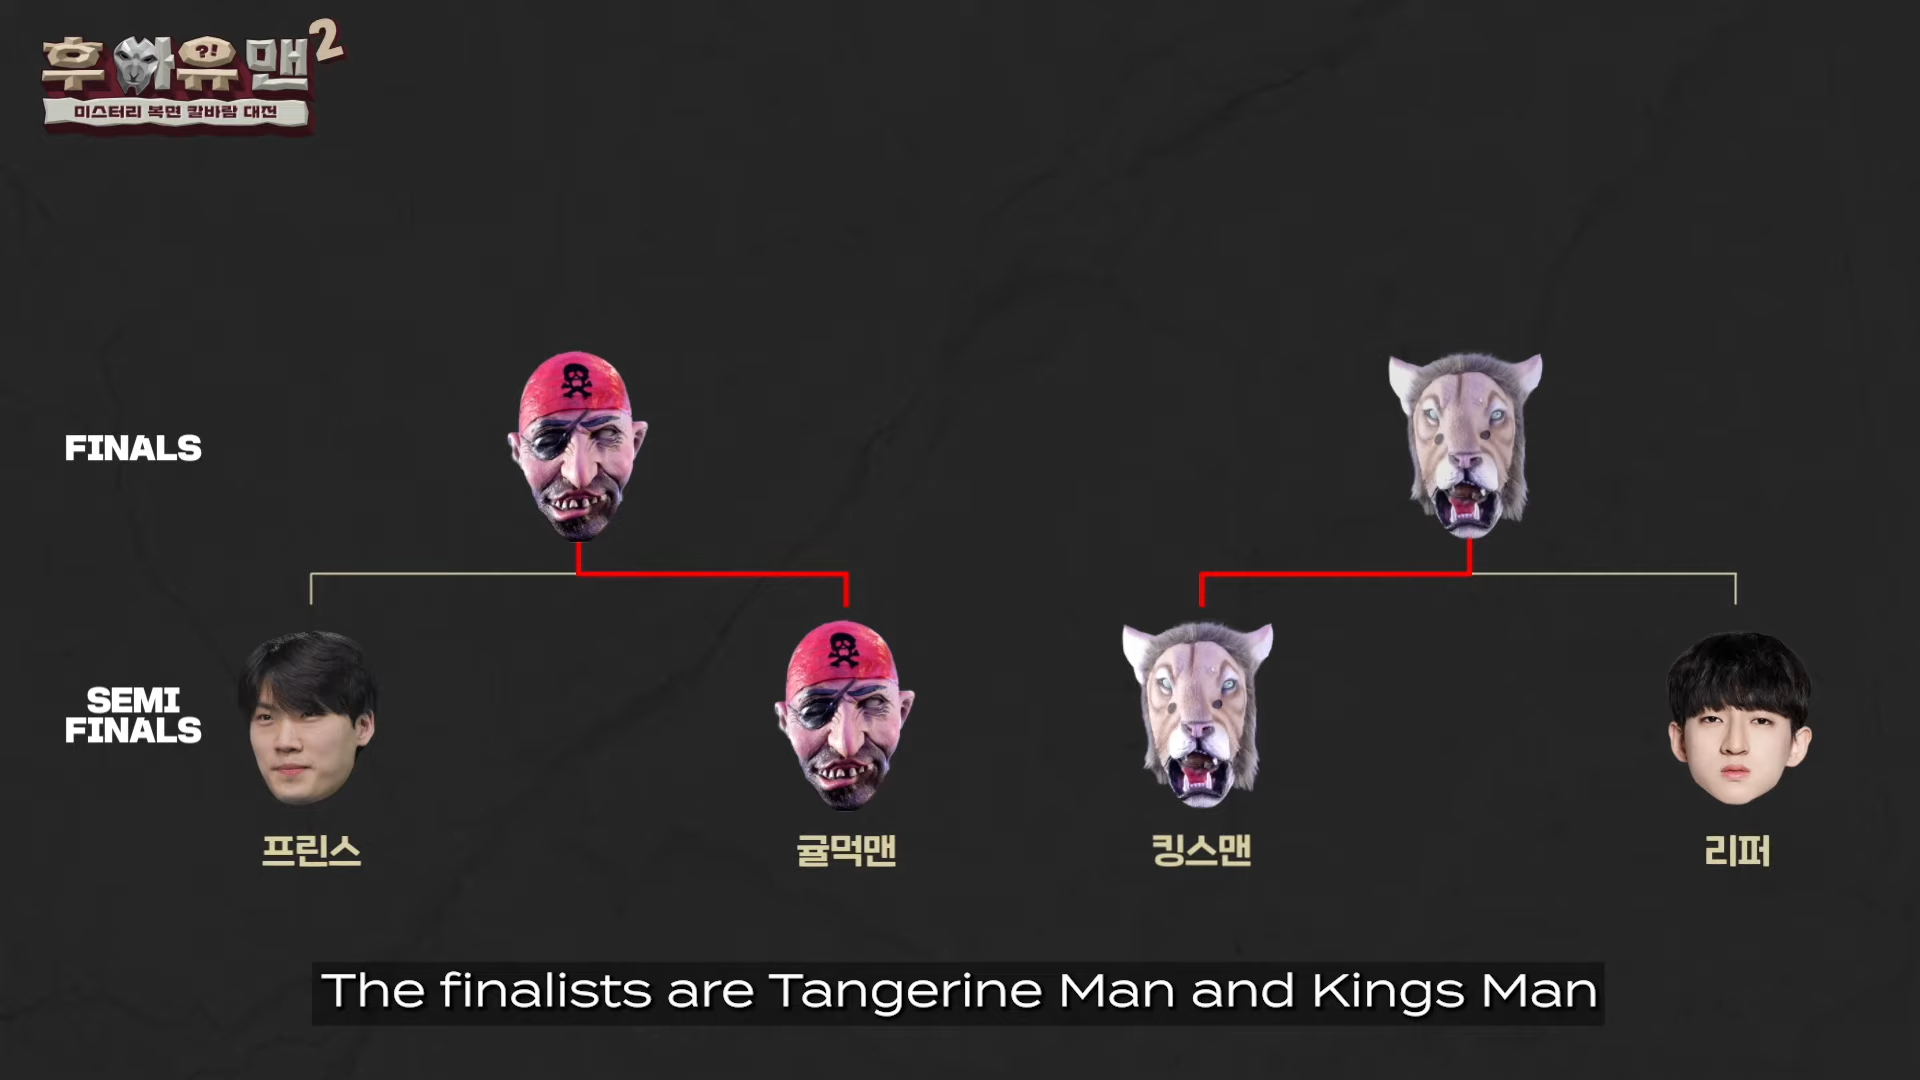 후아유맨2
?!
미스터리 복면 칼바람 대전
FINALS
SEMI
FINALS
프린스
귤먹맨
킹스맨
리퍼
The finalists are Tangerine Man and Kings Man